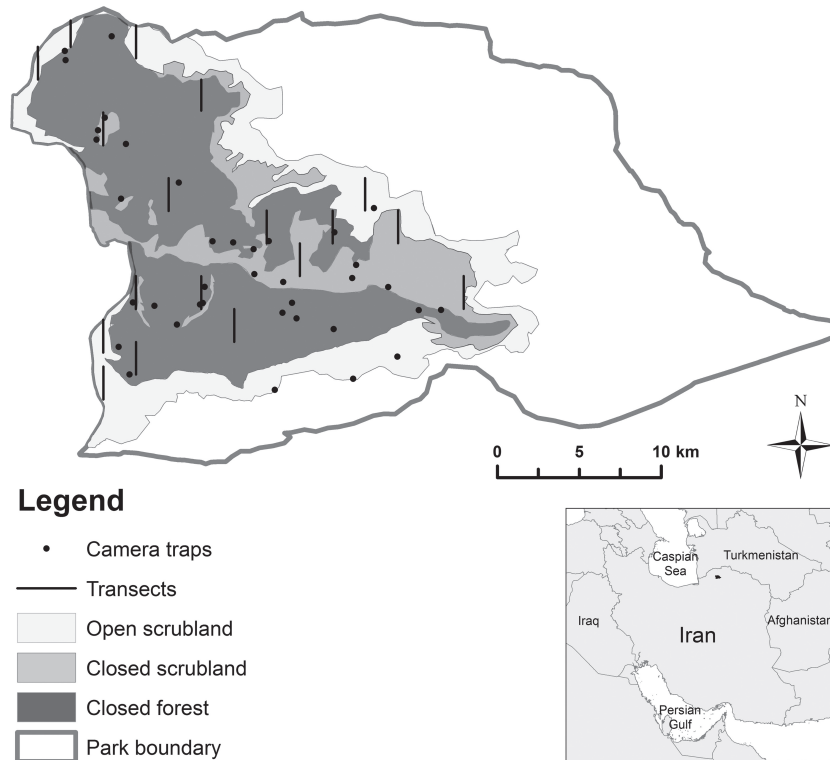 N
0 5 10 km
Legend
Camera traps
Transects
Open scrubland
Closed scrubland
Closed forest
Park boundary
Caspian
Sea
Turkmenistan
Iraq
Iran
Afghanistan
Persian
Gulf